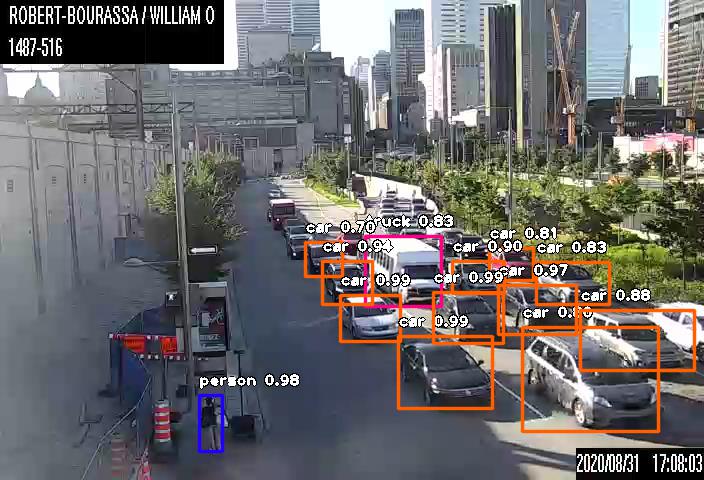 ROBERT-BOURASSA / WILLIAM O
1487-516
truck 0.83
car 0.70
car 0.81
car 0.94
car 0.90
car 0.83
car 0.99
car 0.99
car 0.97
car 0.88
car 0.99
person 0.98
2020/08/31 17:08:03